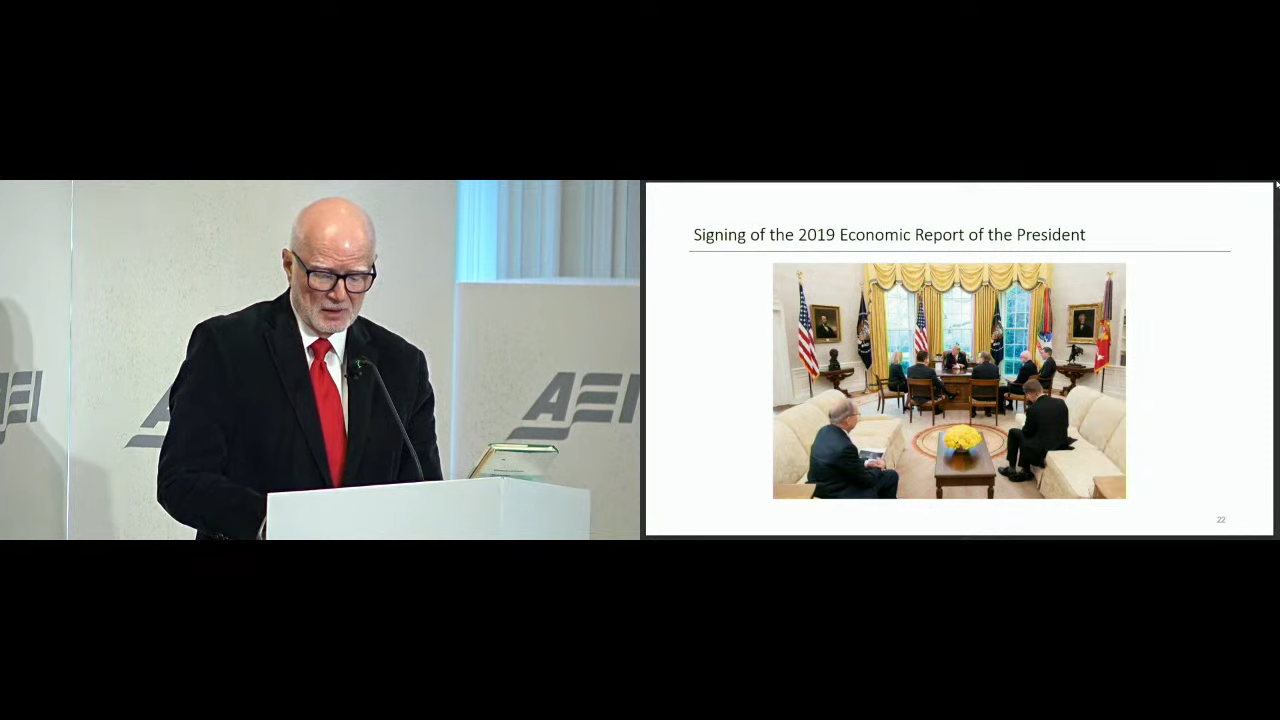 AEI
AEI
AEI
Signing of the 2019 Economic Report of the President
22